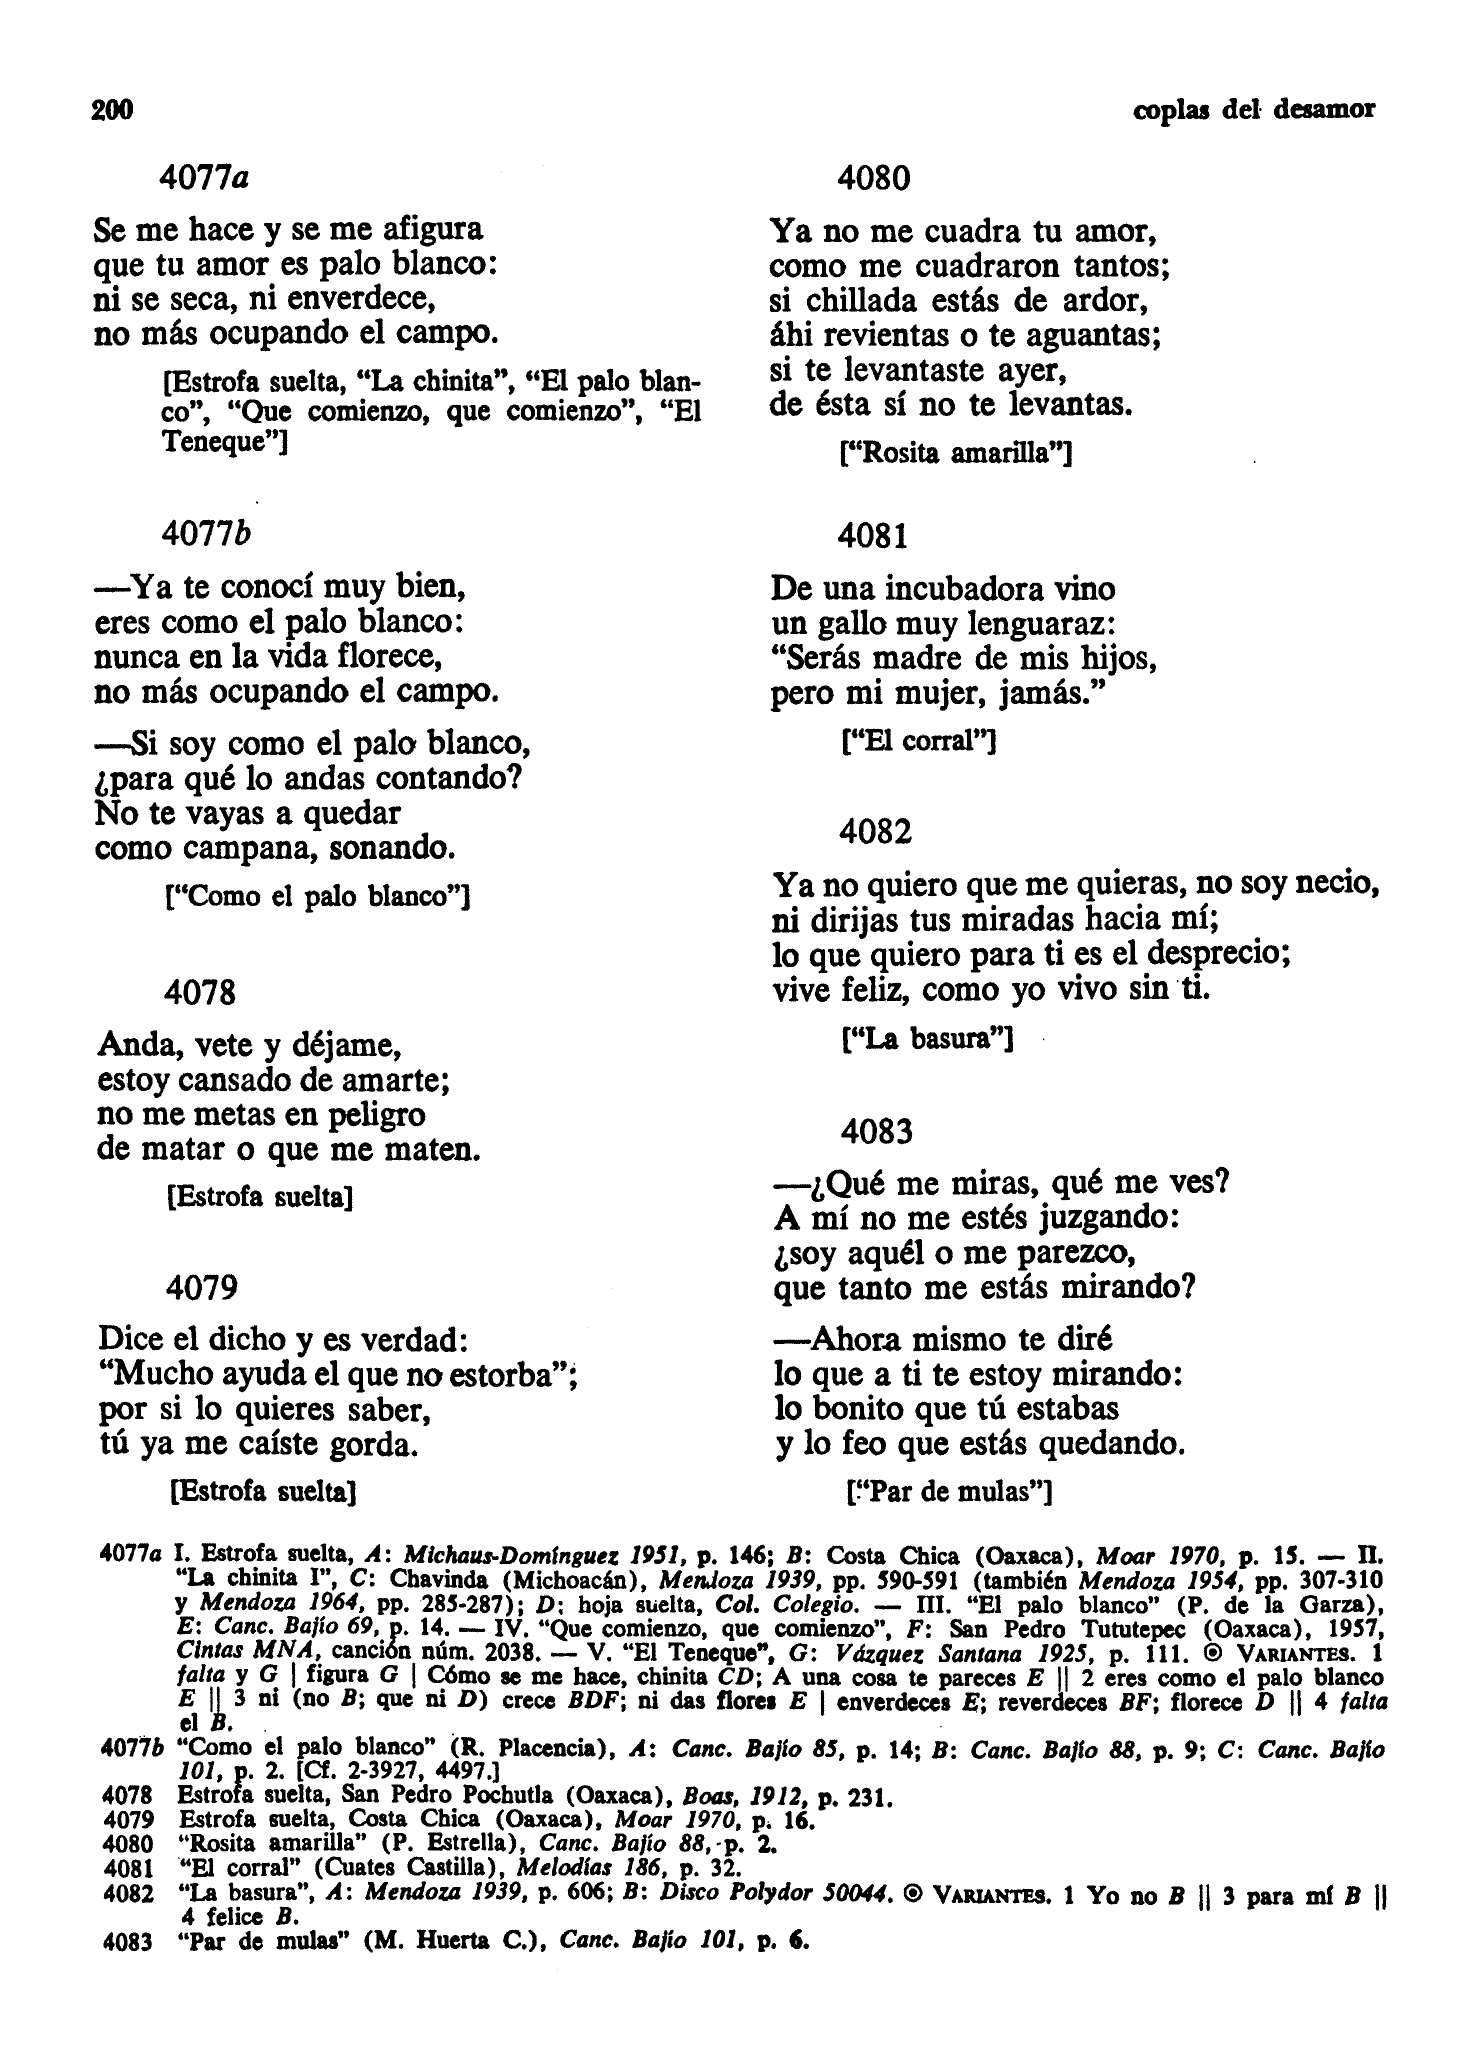 200 coplas del desamor
4077a
Se me hace y se me afigura
que tu amor es palo blanco:
ni se seca, ni enverdece,
no más ocupando el campo.
[Estrofa suelta, “La chinita”, “El palo blan-
co”, “Que comienzo, que comienzo”, “El
Teneque”]
4077b
—Ya te conocí muy bien,
eres como el palo blanco:
nunca en la vida florece,
no más ocupando el campo.
—Si soy como el palo blanco,
¿para qué lo andas contando?
No te vayas a quedar
como campana, sonando.
[“Como el palo blanco”]
4078
Anda, vete y déjame,
estoy cansado de amarte;
no me metas en peligro
de matar o que me maten.
[Estrofa suelta]
4079
Dice el dicho y es verdad:
“Mucho ayuda el que no estorba”;
por si lo quieres saber,
tú ya me caíste gorda.
[Estrofa suelta]
4080
Ya no me cuadra tu amor,
como me cuadraron tantos;
si chillada estás de ardor,
áhi revientas o te aguantas;
si te levantaste ayer,
de ésta sí no te levantas.
[“Rosita amarilla”]
4081
De una incubadora vino
un gallo muy lenguaraz:
“Serás madre de mis hijos,
pero mi mujer, jamás.”
[“El corral”]
4082
Ya no quiero que me quieras, no soy necio,
ni dirijas tus miradas hacia mí;
lo que quiero para ti es el desprecio;
vive feliz, como yo vivo sin ti.
[“La basura”]
4083
—¿Qué me miras, qué me ves?
A mí no me estés juzgando:
¿soy aquél o me parezco,
que tanto me estás mirando?
—Ahora mismo te diré
lo que a ti te estoy mirando:
lo bonito que tú estabas
y lo feo que estás quedando.
[“Par de mulas”]
4077a I. Estrofa suelta, A: Michaus-Domínguez 1951, p. 146; B: Costa Chica (Oaxaca), Moar 1970, p. 15. — II.
“La chinita I”, C: Chavinda (Michoacán), Mendoza 1939, pp. 590-591 (también Mendoza 1954, pp. 307-310
y Mendoza 1964, pp. 285-287); D: hoja suelta, Col. Colegio. — III. “El palo blanco” (P. de la Garza),
E: Canc. Bajío 69, p. 14. — IV. “Que comienzo, que comienzo”, F: San Pedro Tututepec (Oaxaca), 1957,
Cintas MNA, canción núm. 2038. — V. “El Teneque”, G: Vázquez Santana 1925, p. 111. ® VARIANTES. 1
falta y G | figura G | Cómo se me hace, chinita CD; A una cosa te pareces E || 2 eres como el palo blanco
E || 3 ni (no B; que ni D) crece BDF; ni das flores E | enverdeces E; reverdeces BF; florece D || 4 falta
el B.
4077b “Como el palo blanco” (R. Placencia), A: Canc. Bajío 85, p. 14; B: Canc. Bajío 88, p. 9; C: Canc. Bajío
101, p. 2. [Cf. 2-3927, 4497.]
4078 Estrofa suelta, San Pedro Pochutla (Oaxaca), Boas, 1912, p. 231.
4079 Estrofa suelta, Costa Chica (Oaxaca), Moar 1970, p. 16.
4080 “Rosita amarilla” (P. Estrella), Canc. Bajío 88, p. 2.
4081 “El corral” (Cuates Castilla), Melodías 186, p. 32.
4082 “La basura”, A: Mendoza 1939, p. 606; B: Disco Polydor 50044. ® VARIANTES. 1 Yo no B || 3 para mí B ||
4 felice B.
4083 “Par de mulas” (M. Huerta C.), Canc. Bajío 101, p. 6.